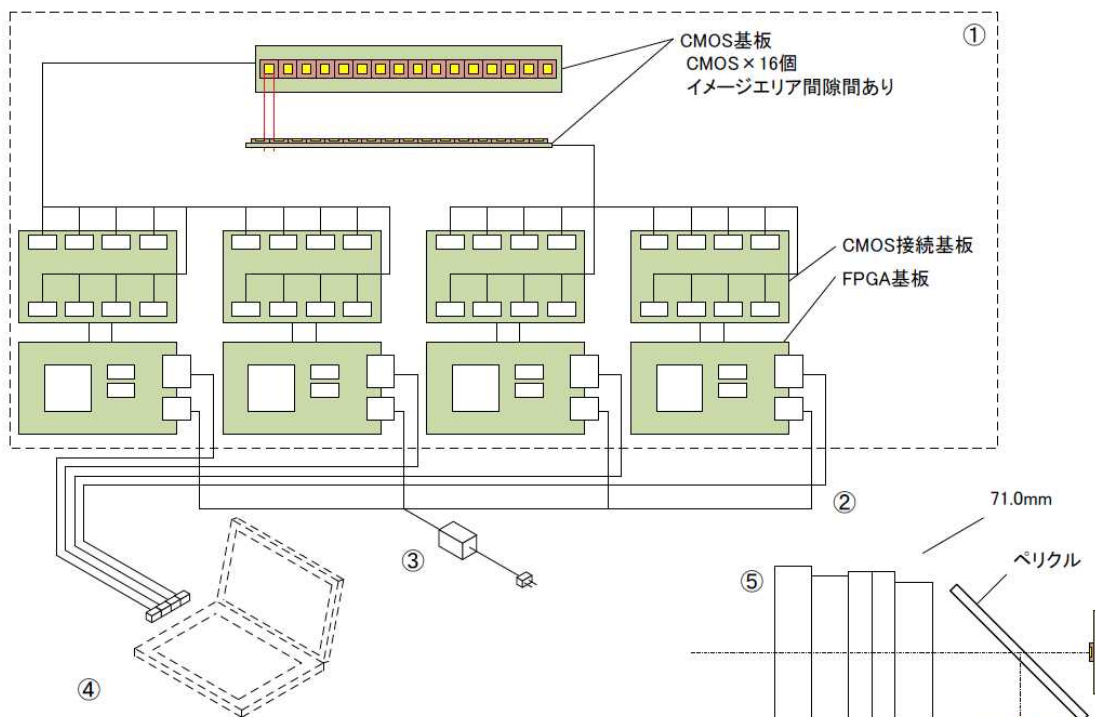 ①
CMOS基板
CMOS×16個
イメージエリア間隙間あり
CMOS接続基板
FPGA基板
②
71.0mm
③
⑤
ペリクル
④